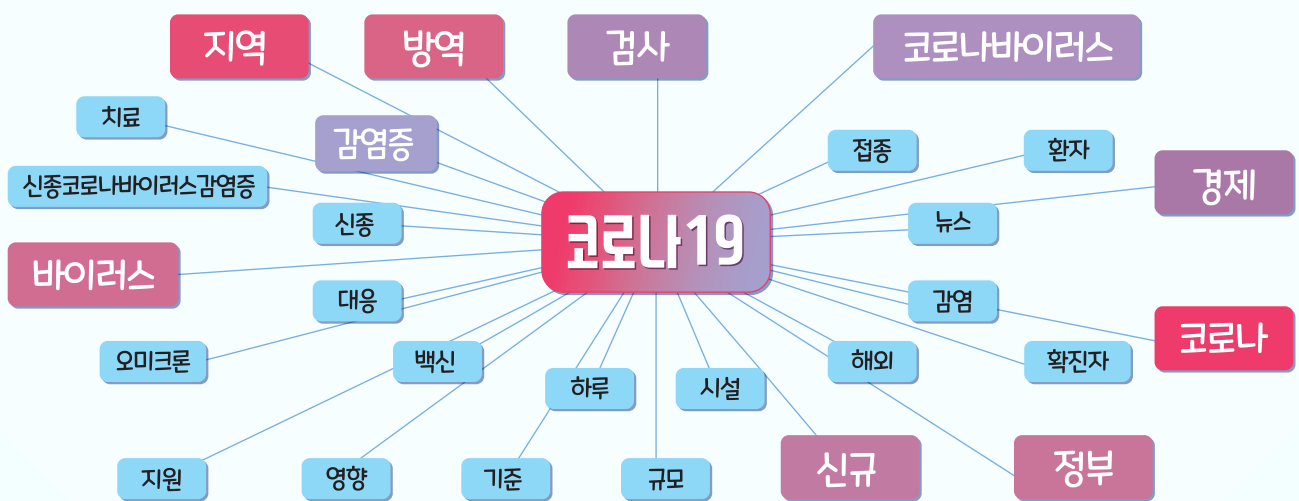 지역
방역
검사
코로나바이러스
치료
감염증
접종
환자
신종코로나바이러스감염증
경제
신종
뉴스
코로나19
바이러스
대응
감염
코로나
오미크론
백신
해외
확진자
하루
시설
지원
영향
기준
규모
신규
정부